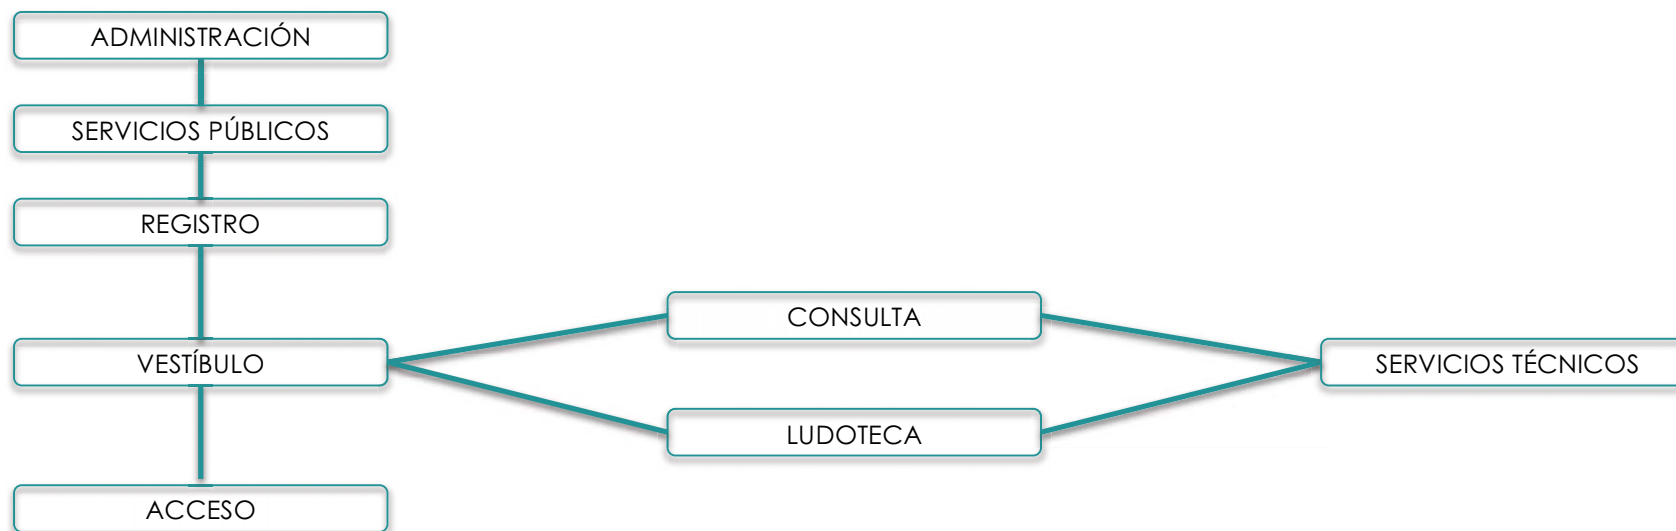 ADMINISTRACIÓN
SERVICIOS PÚBLICOS
REGISTRO
VESTÍBULO
ACCESO
CONSULTA
LUDOTECA
SERVICIOS TÉCNICOS